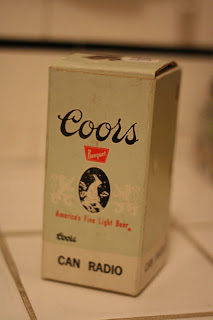 Coors
Banquet
America's Fine Light Beer
Coors
CAN RADIO